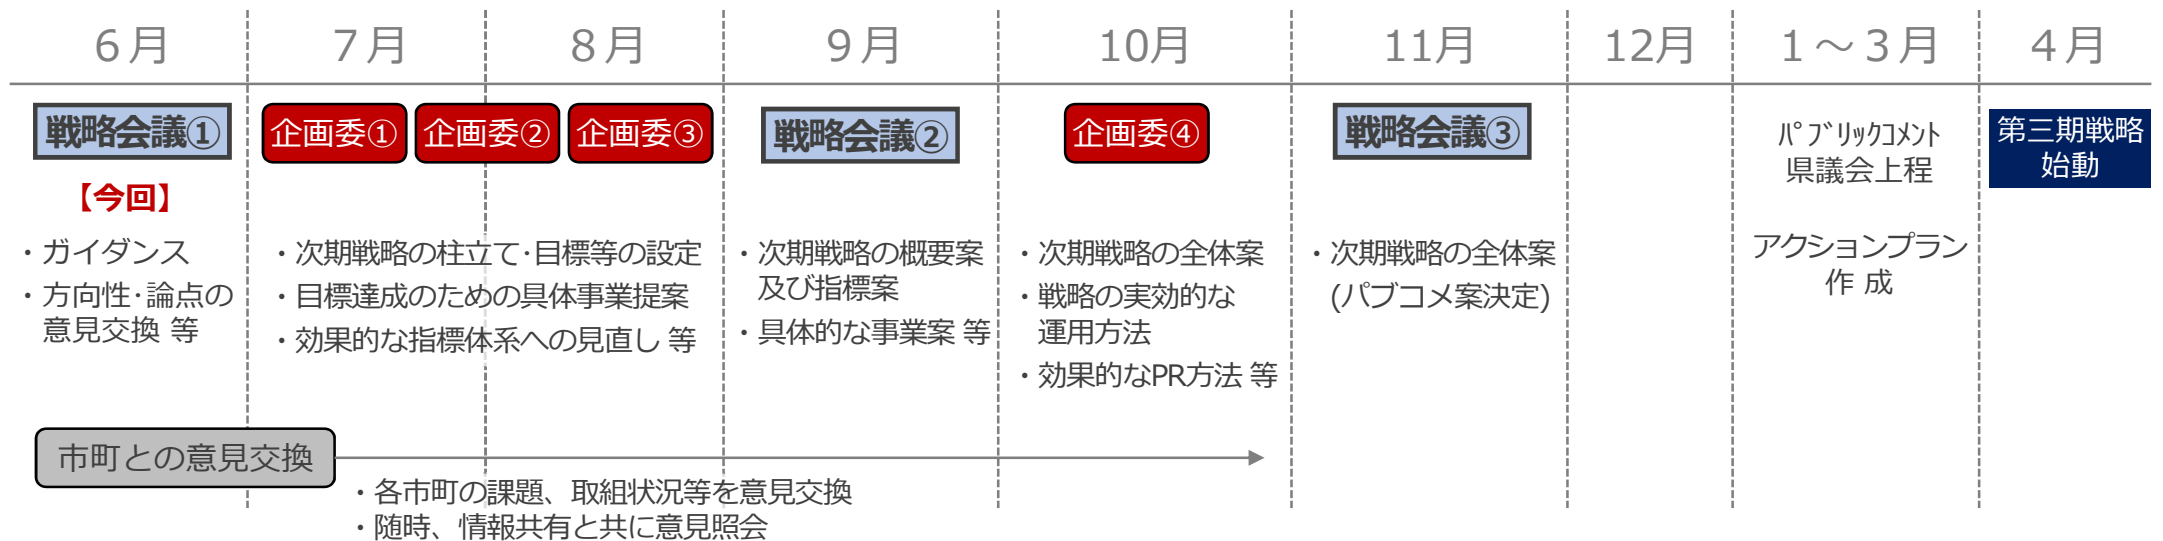 6月
7月
8月
9月
10月
11月
12月
1～3月
4月
戦略会議①
企画委①
企画委②
企画委③
戦略会議②
企画委④
戦略会議③
ﾊﾟﾌﾞﾘｯｸｺﾒﾝﾄ
県議会上程
第三期戦略
始動
【今回】
・ガイダンス
・方向性･論点の
意見交換 等
・次期戦略の柱立て･目標等の設定
・目標達成のための具体事業提案
・効果的な指標体系への見直し 等
・次期戦略の概要案
及び指標案
・具体的な事業案 等
・次期戦略の全体案
・戦略の実効的な
運用方法
・効果的なPR方法 等
・次期戦略の全体案
(パブコメ案決定)
アクションプラン
作 成
市町との意見交換
・各市町の課題、取組状況等を意見交換
・随時、情報共有と共に意見照会